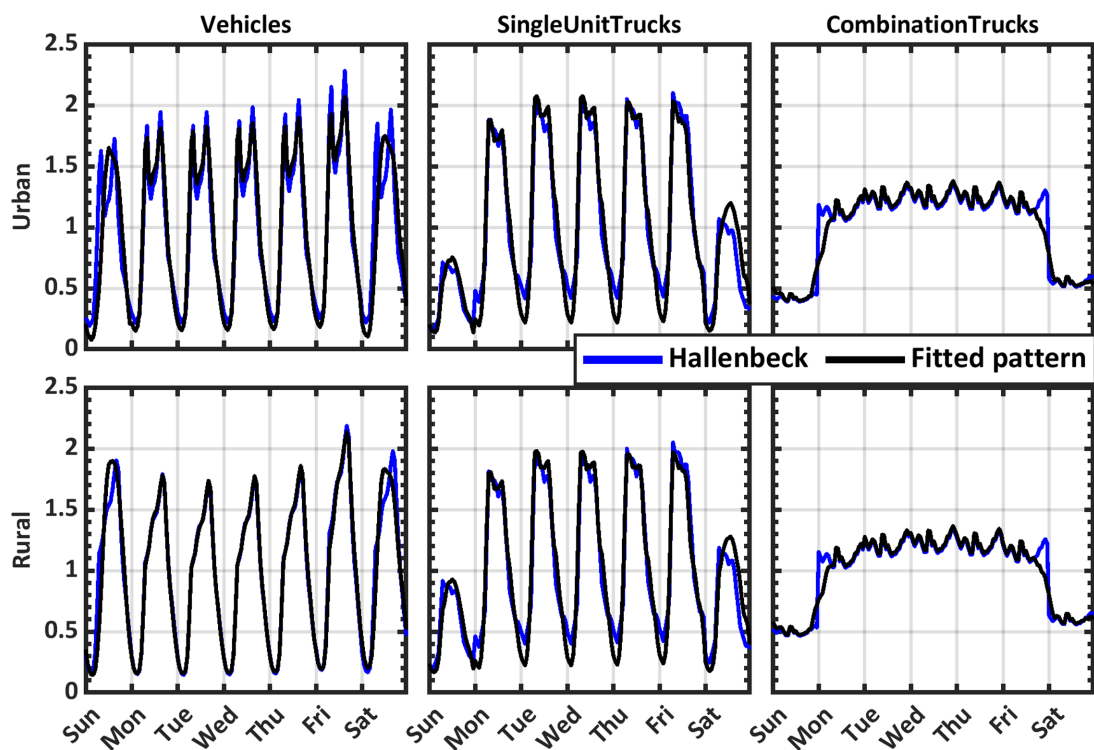 Vehicles SingleUnitTrucks CombinationTrucks
2.5
2
1.5
1
0.5
0
Urban
Hallenbeck Fitted pattern
2.5
2
1.5
1
0.5
0
Rural
Sun Mon Tue Wed Thu Fri Sat Sun Mon Tue Wed Thu Fri Sat Sun Mon Tue Wed Thu Fri Sat